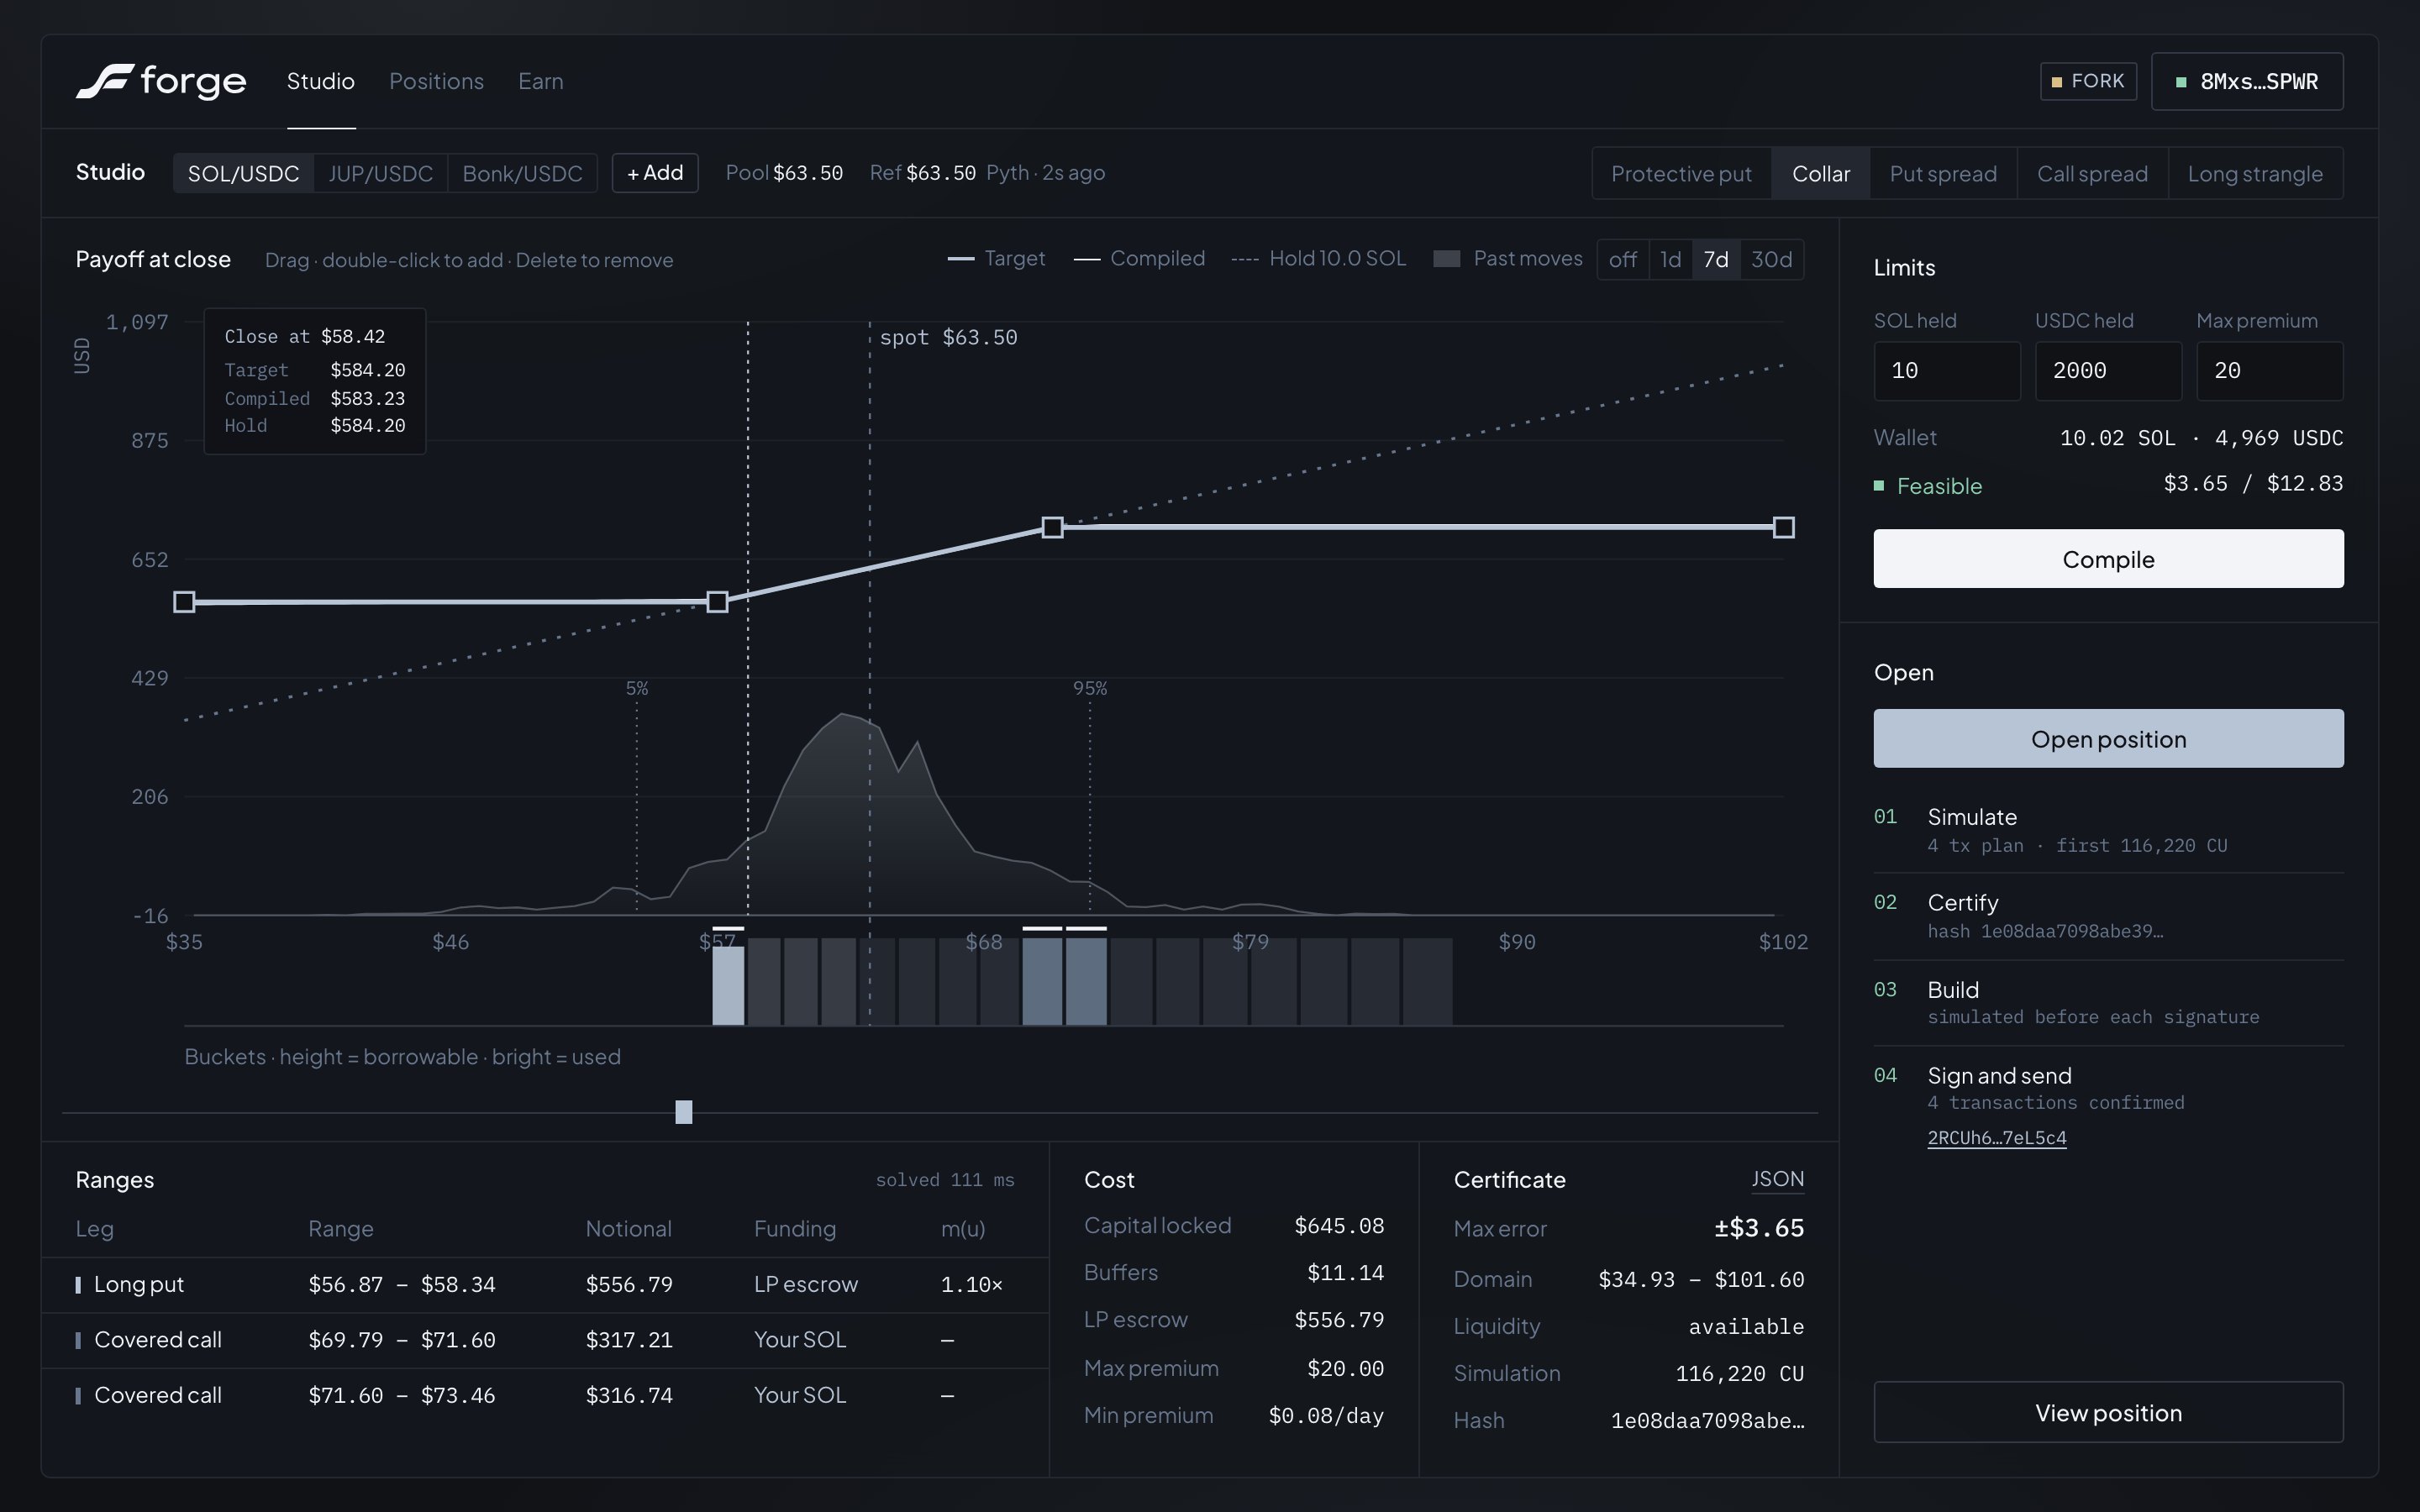 forge Studio Positions Earn FORK 8Mxs…SPWR
Studio SOL/USDC JUP/USDC Bonk/USDC + Add Pool $63.50 Ref $63.50 Pyth · 2s ago Protective put Collar Put spread Call spread Long strangle
Payoff at close Drag · double-click to add · Delete to remove Target Compiled Hold 10.0 SOL Past moves off 1d 7d 30d
USD
1,097
875
652
429
206
-16
Close at $58.42
Target $584.20
Compiled $583.23
Hold $584.20
spot $63.50
5% 95%
$35 $46 $57 $68 $79 $90 $102
Buckets · height = borrowable · bright = used
Limits
SOL held USDC held Max premium
10 2000 20
Wallet 10.02 SOL · 4,969 USDC
Feasible $3.65 / $12.83
Compile
Open
Open position
01 Simulate
4 tx plan · first 116,220 CU
02 Certify
hash 1e08daa7098abe39…
03 Build
simulated before each signature
04 Sign and send
4 transactions confirmed
2RCUh6…7eL5c4
View position
Ranges solved 111 ms
Leg Range Notional Funding m(u)
Long put $56.87 – $58.34 $556.79 LP escrow 1.10×
Covered call $69.79 – $71.60 $317.21 Your SOL —
Covered call $71.60 – $73.46 $316.74 Your SOL —
Cost
Capital locked $645.08
Buffers $11.14
LP escrow $556.79
Max premium $20.00
Min premium $0.08/day
Certificate JSON
Max error ±$3.65
Domain $34.93 – $101.60
Liquidity available
Simulation 116,220 CU
Hash 1e08daa7098abe…